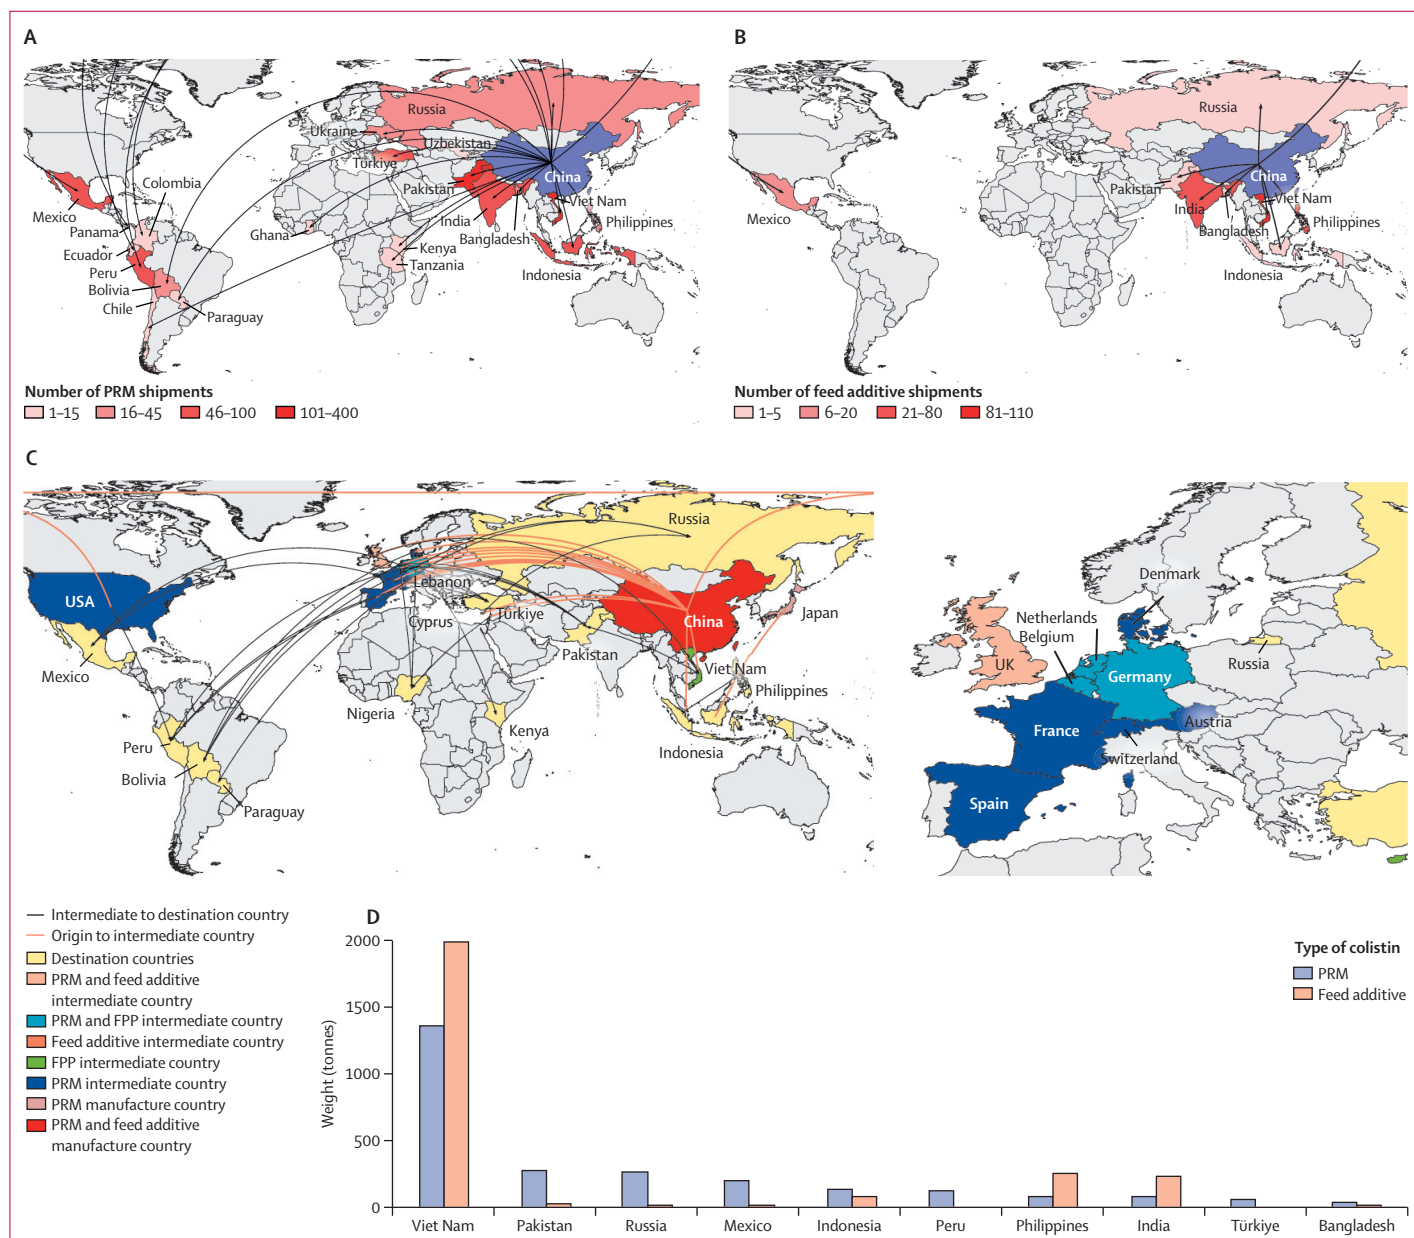 A
Russia
Ukraine
Uzbekistan
Türkiye
China
Pakistan
Colombia
Viet Nam
Mexico
India
Philippines
Panama
Ghana
Bangladesh
Kenya
Ecuador
Tanzania
Peru
Indonesia
Bolivia
Chile
Paraguay
Number of PRM shipments
1–15
16–45
46–100
101–400
B
Russia
China
Pakistan
Viet Nam
India
Mexico
Philippines
Bangladesh
Indonesia
Number of feed additive shipments
1–5
6–20
21–80
81–110
C
Russia
Lebanon
USA
Türkiye
Japan
Cyprus
China
Pakistan
Viet Nam
Mexico
Philippines
Nigeria
Kenya
Peru
Indonesia
Bolivia
Paraguay
Denmark
Netherlands
Belgium
UK
Russia
Germany
Austria
France
Switzerland
Spain
Intermediate to destination country
Origin to intermediate country
Destination countries
PRM and feed additive
intermediate country
PRM and FPP intermediate country
Feed additive intermediate country
FPP intermediate country
PRM intermediate country
PRM manufacture country
PRM and feed additive
manufacture country
D
Weight (tonnes)
2000
1500
1000
500
0
Viet Nam
Pakistan
Russia
Mexico
Indonesia
Peru
Philippines
India
Türkiye
Bangladesh
Type of colistin
PRM
Feed additive